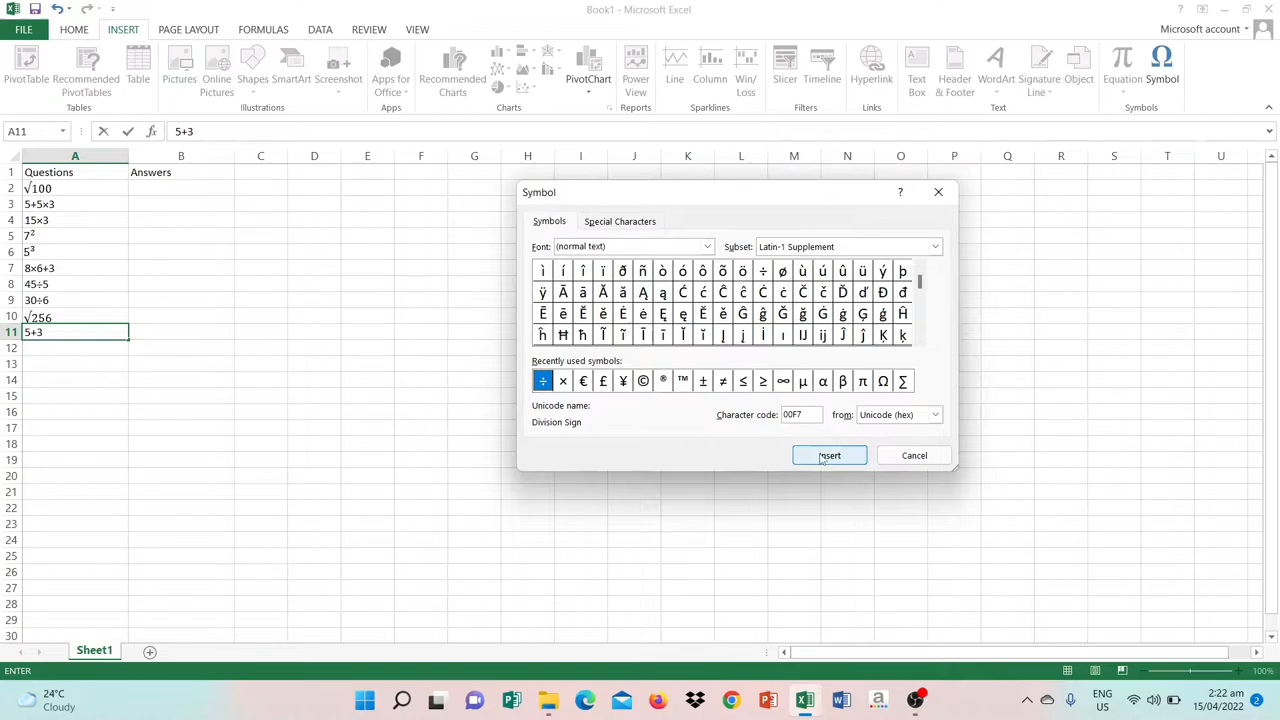 Book1 - Microsoft Excel
FILE HOME INSERT PAGE LAYOUT FORMULAS DATA REVIEW VIEW Microsoft account
PivotTable Recommended PivotTables Table Pictures Online Pictures Shapes SmartArt Screenshot Apps for Office Recommended Charts PivotChart Power View Line Column Win/Loss Slicer Timeline Hyperlink Text Box Header & Footer WordArt Signature Line Object Equation Symbol
Tables Illustrations Apps Charts Reports Sparklines Filters Links Text Symbols
A11 fx 5+3
A B C D E F G H I J K L M N O P Q R S T U
1 Questions Answers
2 √100
3 5+5×3
4 15×3
5 7²
6 5³
7 8×6+3
8 45÷5
9 30÷6
10 √256
11 5+3
12
13
14
15
16
17
18
19
20
21
22
23
24
25
26
27
28
29
30
Symbol ?
Symbols Special Characters
Font: (normal text) Subset: Latin-1 Supplement
ì í î ï ð ñ ò ó ô õ ö ÷ ø ù ú û ü ý þ
ÿ Ā ā Ă ă Ą ą Ć ć Ĉ ĉ Ċ ċ Č č Ď ď Đ đ
Ē ē Ĕ ĕ Ė ė Ę ę Ě ě Ĝ ĝ Ğ ğ Ġ ġ Ģ ģ Ĥ
ĥ Ħ ħ Ĩ ĩ Ī ī Ĭ ĭ Į į İ ı Ĳ ĳ Ĵ ĵ Ķ ķ
Recently used symbols:
÷ × € £ ¥ © ® ™ ± ≠ ≤ ≥ ∞ µ α β π Ω ∑
Unicode name:
Division Sign
Character code: 00F7 from: Unicode (hex)
Insert Cancel
Sheet1
ENTER 100%
24°C
Cloudy
ENG
US
2:22 am
15/04/2022
2